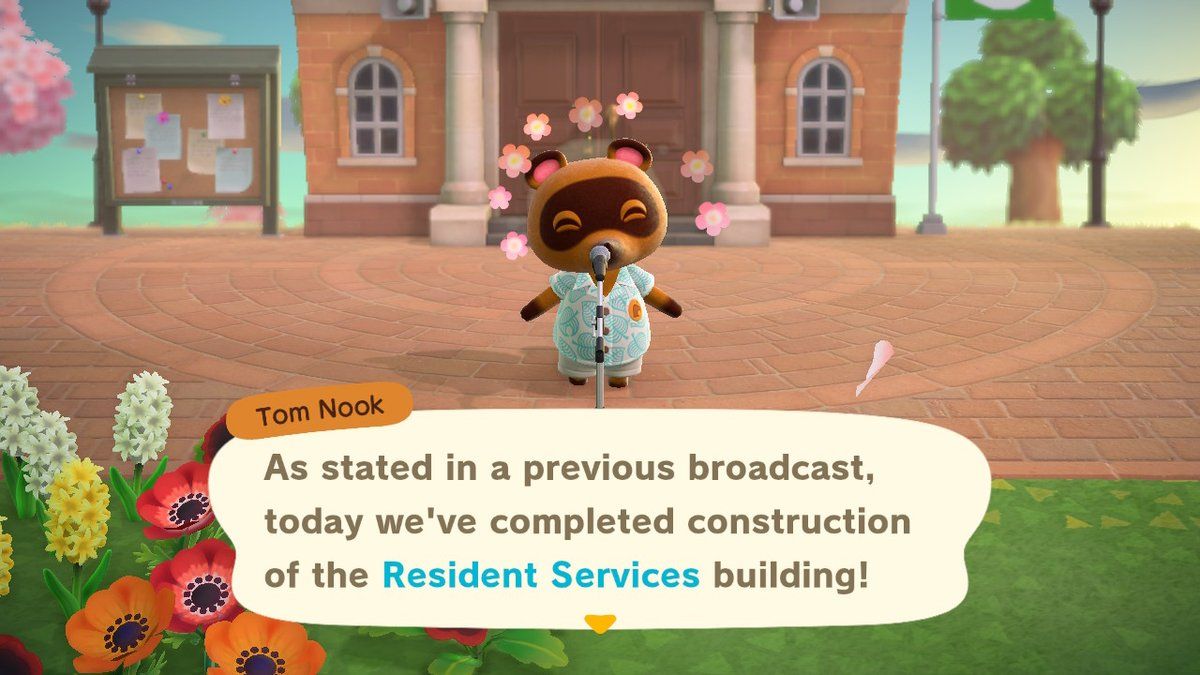 Tom Nook
As stated in a previous broadcast,
today we've completed construction
of the Resident Services building!